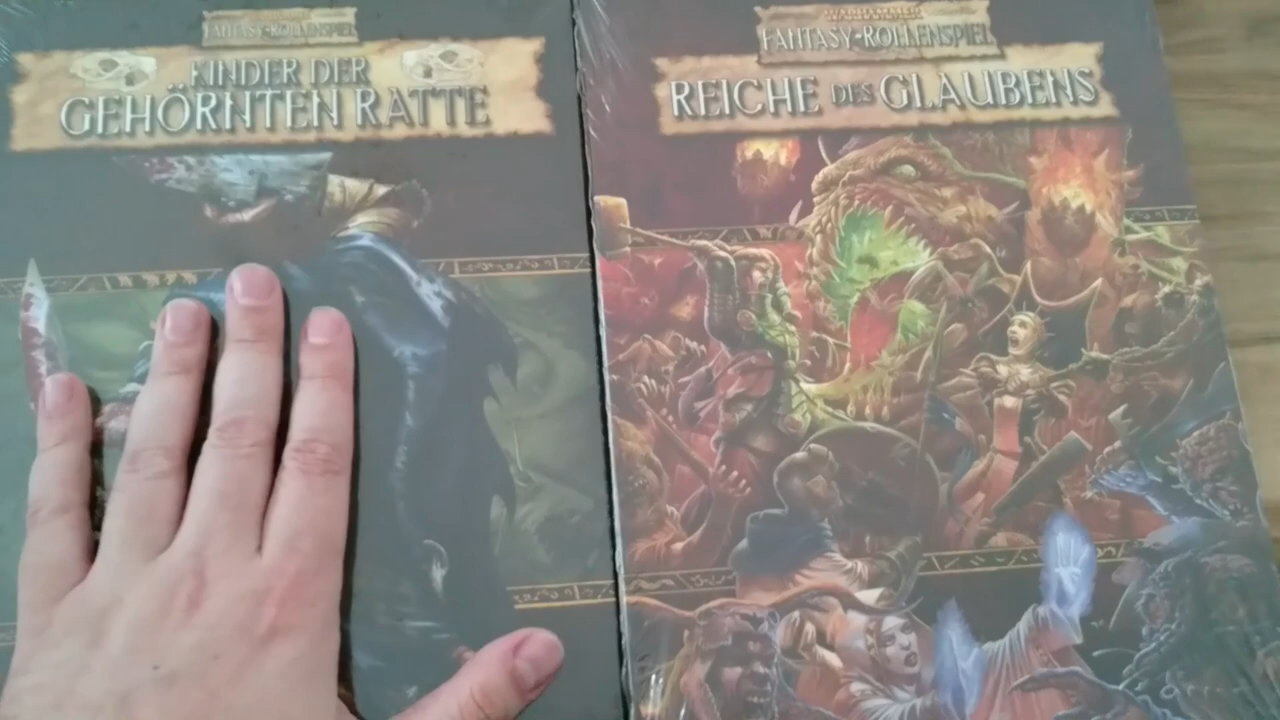 FANTASY-ROLLENSPIEL
KINDER DER
GEHÖRNTEN RATTE
FANTASY-ROLLENSPIEL
REICHE DES GLAUBENS